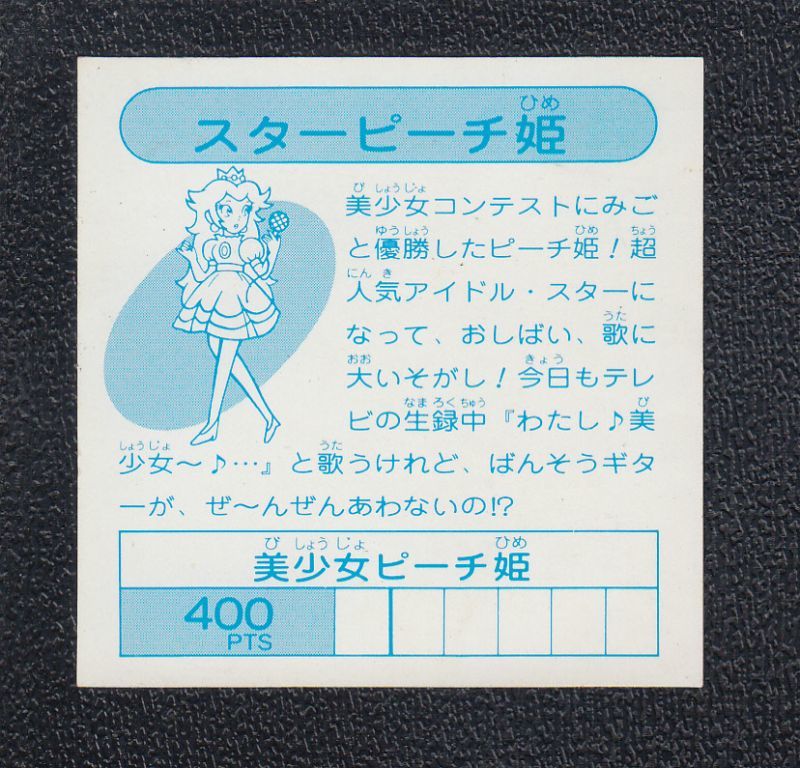 スターピーチ姫
美少女コンテストにみご
と優勝したピーチ姫！超
人気アイドル・スターに
なって、おしばい、歌に
大いそがし！今日もテレ
ビの生録中『わたし♪美
少女～♪…』と歌うけれど、ばんそうギタ
ーが、ぜ～んぜんあわないの!?
美少女ピーチ姫
400
PTS